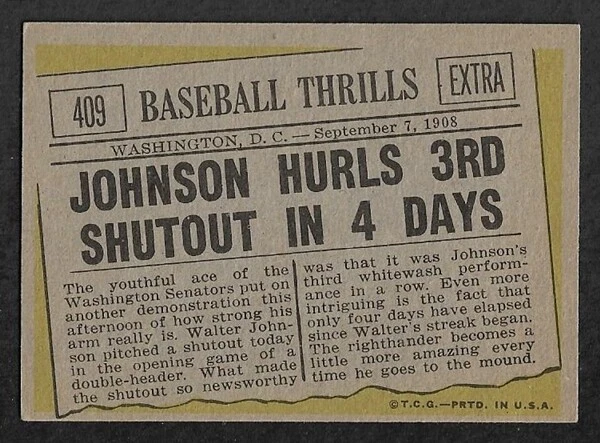 409 BASEBALL THRILLS EXTRA
WASHINGTON, D. C. — September 7, 1908
JOHNSON HURLS 3RD
SHUTOUT IN 4 DAYS
The youthful ace of the
Washington Senators put on
another demonstration this
afternoon of how strong his
arm really is. Walter John-
son pitched a shutout today
in the opening game of a
double-header. What made
the shutout so newsworthy
was that it was Johnson's
third whitewash perform-
ance in a row. Even more
intriguing is the fact that
only four days have elapsed
since Walter's streak began.
The righthander becomes a
little more amazing every
time he goes to the mound.
©T.C.G.—PRTD. IN U.S.A.